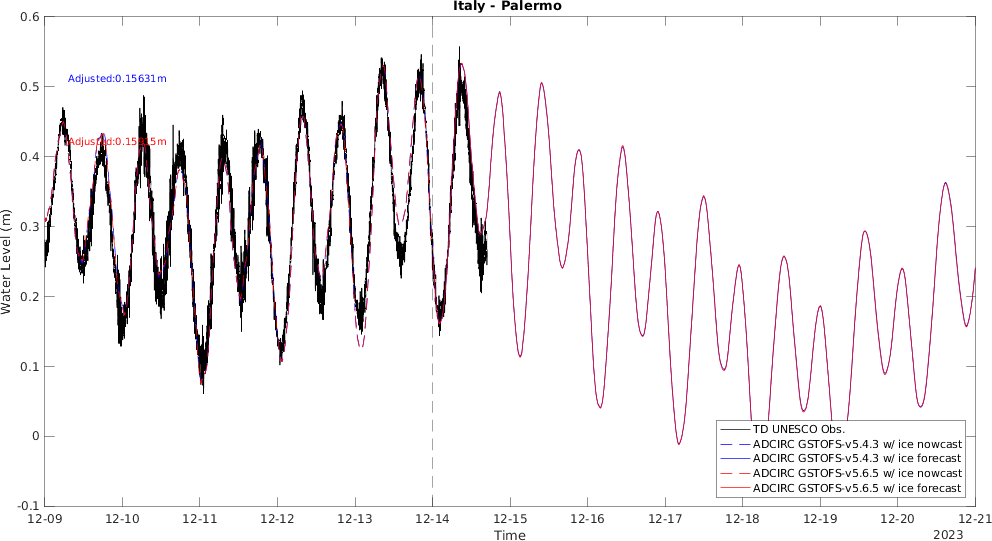 Italy - Palermo
0.6
0.5
0.4
0.3
0.2
0.1
0
-0.1
Water Level (m)
Adjusted:0.15631m
12-09 12-10 12-11 12-12 12-13 12-14 12-15 12-16 12-17 12-18 12-19 12-20 12-21
Time
2023
TD UNESCO Obs.
ADCIRC GSTOFS-v5.4.3 w/ ice nowcast
ADCIRC GSTOFS-v5.4.3 w/ ice forecast
ADCIRC GSTOFS-v5.6.5 w/ ice nowcast
ADCIRC GSTOFS-v5.6.5 w/ ice forecast